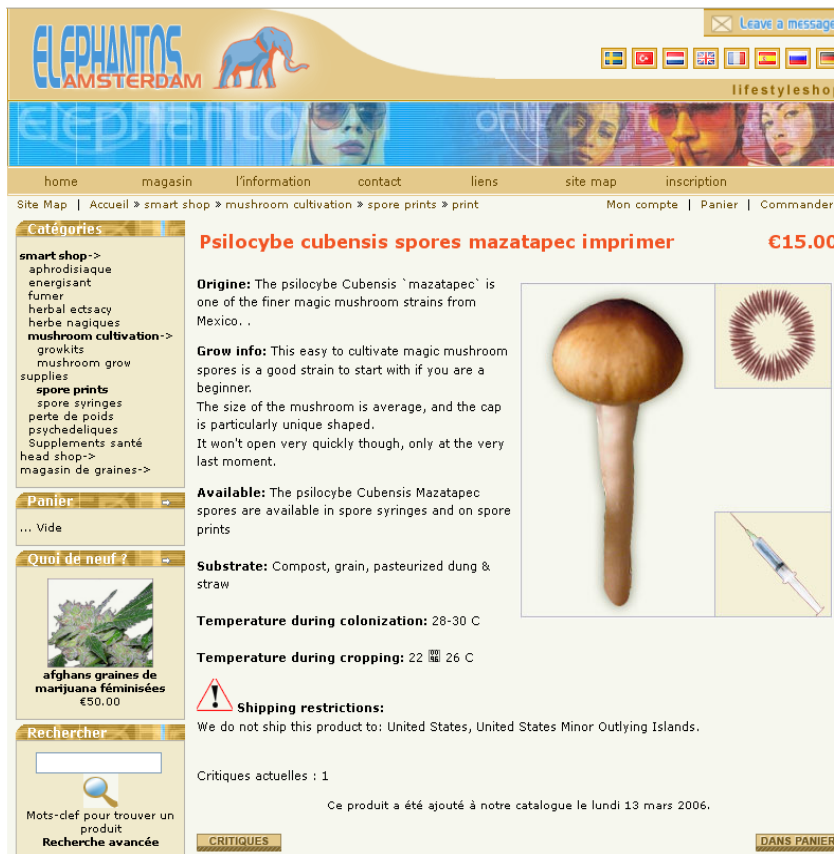 ELEPHANTOS
AMSTERDAM
Leave a message
lifestyleshop
elephantos
home magasin l'information contact liens site map inscription
Site Map | Accueil » smart shop » mushroom cultivation » spore prints » print
Mon compte | Panier | Commander
Catégories
smart shop->
aphrodisiaque
energisant
fumer
herbal ectsacy
herbe nagiques
mushroom cultivation->
growkits
mushroom grow
supplies
spore prints
spore syringes
perte de poids
psychedeliques
Supplements santé
head shop->
magasin de graines->
Panier
... Vide
Quoi de neuf ?
afghans graines de
marijuana féminisées
€50.00
Rechercher
Mots-clef pour trouver un
produit
Recherche avancée
Psilocybe cubensis spores mazatapec imprimer
€15.00
Origine: The psilocybe Cubensis `mazatapec` is
one of the finer magic mushroom strains from
Mexico. .
Grow info: This easy to cultivate magic mushroom
spores is a good strain to start with if you are a
beginner.
The size of the mushroom is average, and the cap
is particularly unique shaped.
It won't open very quickly though, only at the very
last moment.
Available: The psilocybe Cubensis Mazatapec
spores are available in spore syringes and on spore
prints
Substrate: Compost, grain, pasteurized dung &
straw
Temperature during colonization: 28-30 C
Temperature during cropping: 22 26 C
Shipping restrictions:
We do not ship this product to: United States, United States Minor Outlying Islands.
Critiques actuelles : 1
Ce produit a été ajouté à notre catalogue le lundi 13 mars 2006.
CRITIQUES
DANS PANIER